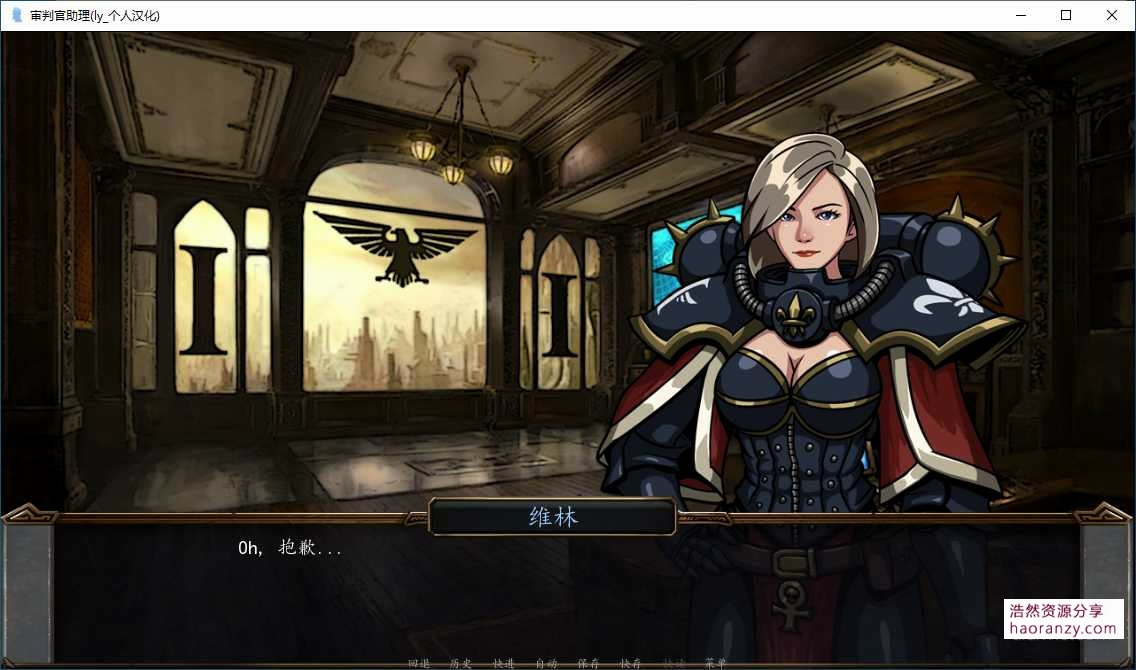 审判官助理(ly_个人汉化)
I I
维林
Oh, 抱歉...
浩然资源分享
haoranzy.com
回退 历史 快进 自动 保存 快存 快读 菜单